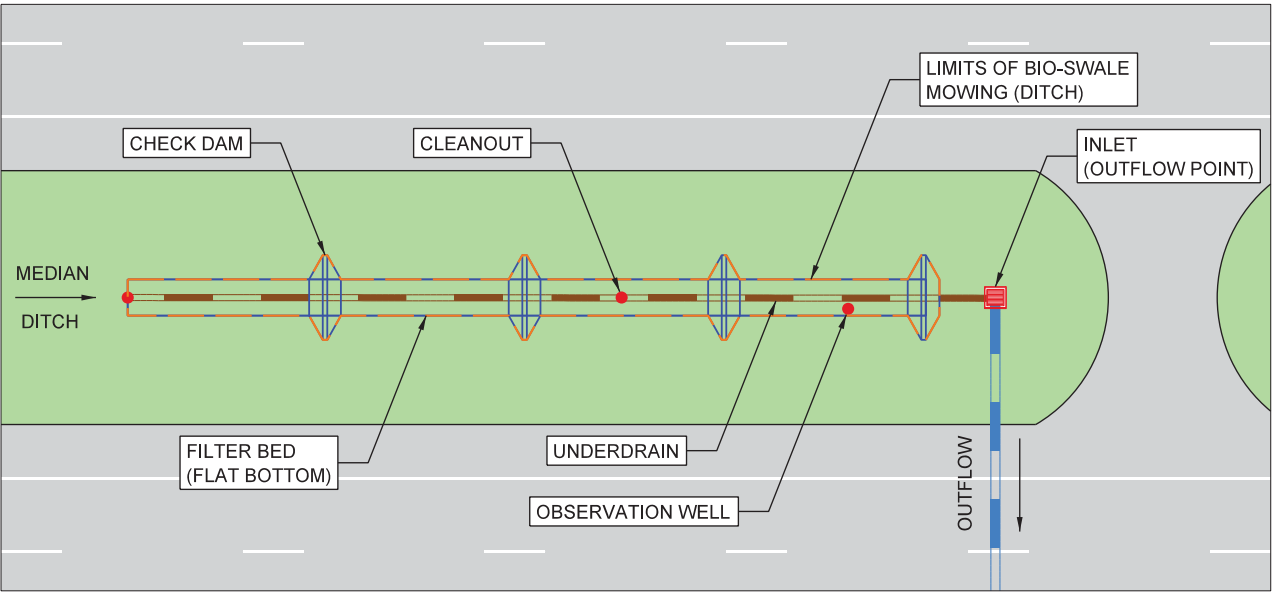 LIMITS OF BIO-SWALE
MOWING (DITCH)
CHECK DAM
CLEANOUT
INLET
(OUTFLOW POINT)
MEDIAN
DITCH
FILTER BED
(FLAT BOTTOM)
UNDERDRAIN
OBSERVATION WELL
OUTFLOW